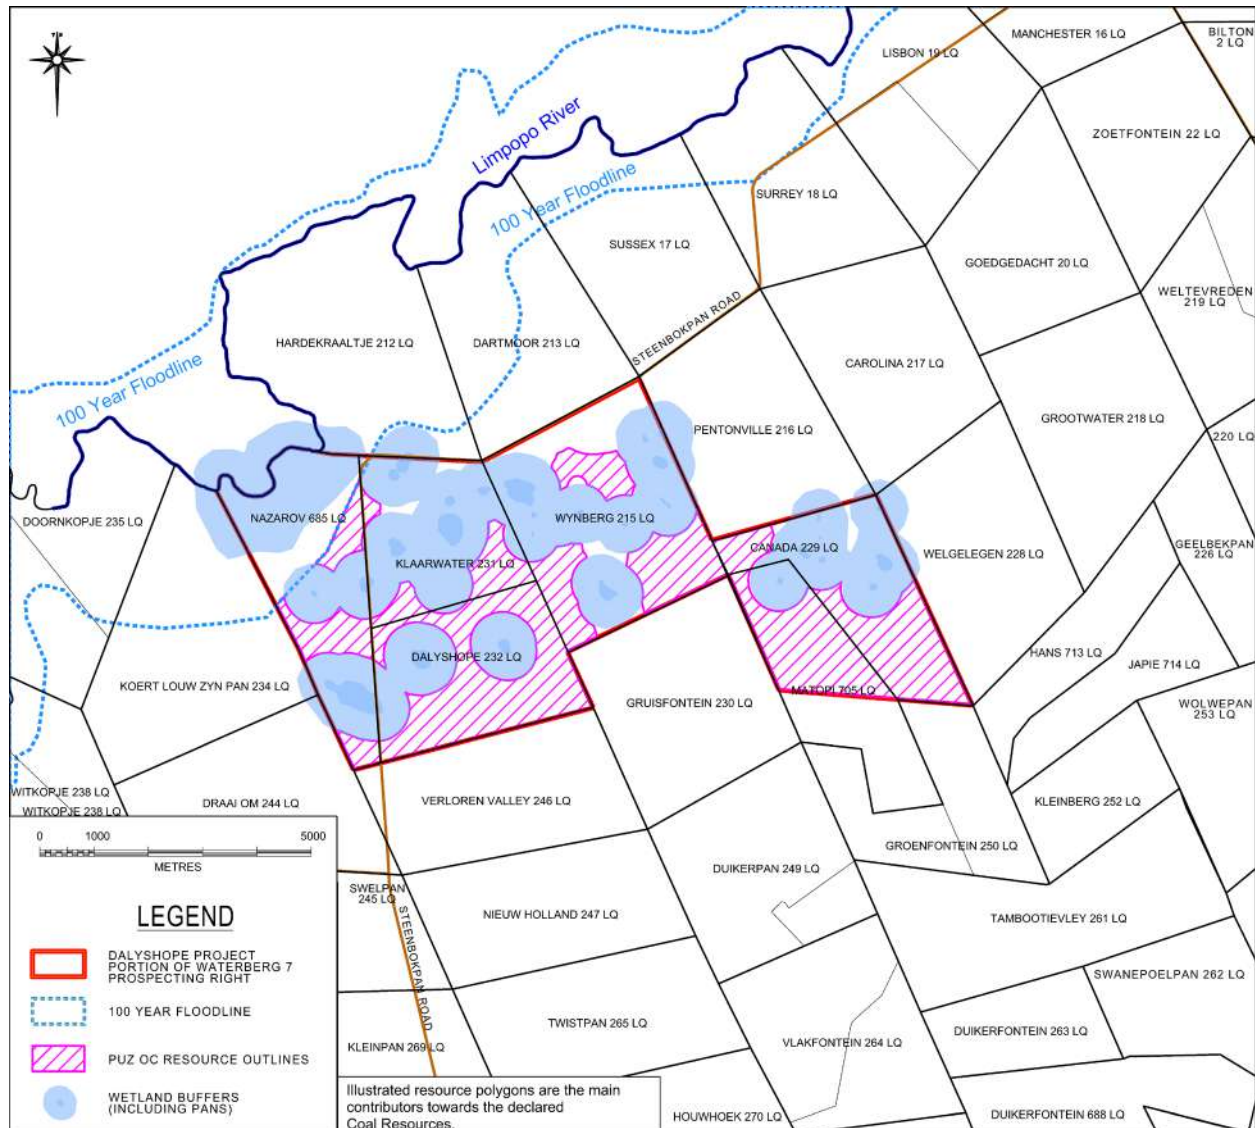 MANCHESTER 16 LQ
BILTON
2 LQ
LISBON 19 LQ
Limpopo River
ZOETFONTEIN 22 LQ
100 Year Floodline
SURREY 18 LQ
SUSSEX 17 LQ
GOEDGEDACHT 20 LQ
WELTEVREDEN
219 LQ
STEENBOKPAN ROAD
HARDEKRAALTJE 212 LQ
DARTMOOR 213 LQ
CAROLINA 217 LQ
100 Year Floodline
GROOTWATER 218 LQ
PENTONVILLE 216 LQ
220 LQ
DOORNKOPJE 235 LQ
NAZAROV 685 LQ
WYNBERG 215 LQ
CANADA 229 LQ
WELGELEGEN 228 LQ
GEELBEKPAN
226 LQ
KLAARWATER 231 LQ
DALYSHOPE 232 LQ
HANS 713 LQ
JAPIE 714 LQ
KOERT LOUW ZYN PAN 234 LQ
MATOPI 705 LQ
GRUISFONTEIN 230 LQ
WOLWEPAN
253 LQ
WITKOPJE 238 LQ
WITKOPJE 238 LQ
DRAAI OM 244 LQ
VERLOREN VALLEY 246 LQ
KLEINBERG 252 LQ
GROENFONTEIN 250 LQ
DUIKERPAN 249 LQ
SWELPAN
245 LQ
STEENBOKPAN ROAD
NIEUW HOLLAND 247 LQ
TAMBOOTIEVLEY 261 LQ
SWANEPOELPAN 262 LQ
TWISTPAN 265 LQ
DUIKERFONTEIN 263 LQ
VLAKFONTEIN 264 LQ
KLEINPAN 269 LQ
HOUWHOEK 270 LQ
DUIKERFONTEIN 688 LQ
0 1000 5000
METRES
LEGEND
DALYSHOPE PROJECT
PORTION OF WATERBERG 7
PROSPECTING RIGHT
100 YEAR FLOODLINE
PUZ OC RESOURCE OUTLINES
WETLAND BUFFERS
(INCLUDING PANS)
Illustrated resource polygons are the main
contributors towards the declared
Coal Resources.